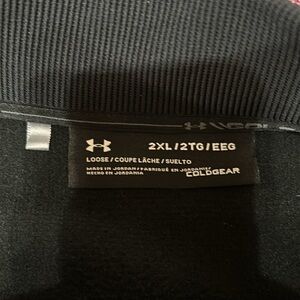 2XL / 2TG / EEG
LOOSE / COUPE LÂCHE / SUELTO
MADE IN JORDAN / FABRIQUÉ EN JORDANIE /
HECHO EN JORDANIA
COLDGEAR